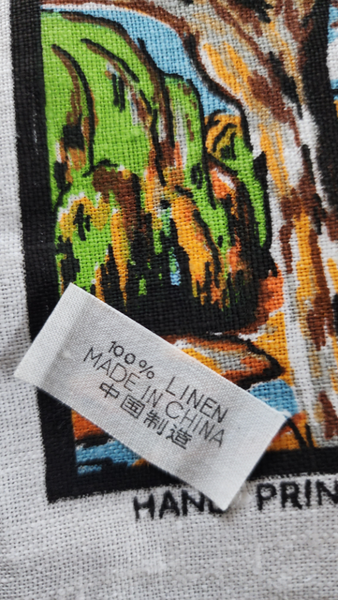 100% LINEN
MADE IN CHINA
中国制造
HAND PRIN